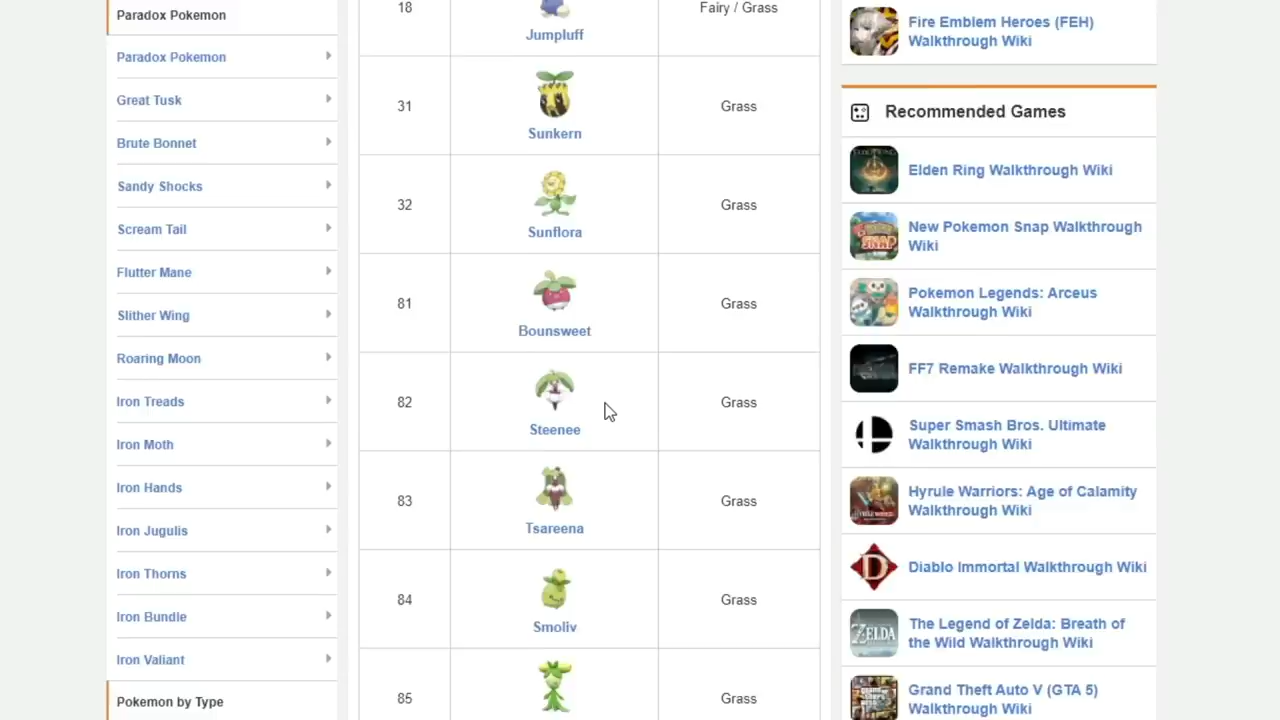 Paradox Pokemon
Paradox Pokemon
Great Tusk
Brute Bonnet
Sandy Shocks
Scream Tail
Flutter Mane
Slither Wing
Roaring Moon
Iron Treads
Iron Moth
Iron Hands
Iron Jugulis
Iron Thorns
Iron Bundle
Iron Valiant
Pokemon by Type
18
Jumpluff
Fairy / Grass
31
Sunkern
Grass
32
Sunflora
Grass
81
Bounsweet
Grass
82
Steenee
Grass
83
Tsareena
Grass
84
Smoliv
Grass
85
Grass
Fire Emblem Heroes (FEH)
Walkthrough Wiki
Recommended Games
Elden Ring Walkthrough Wiki
New Pokemon Snap Walkthrough
Wiki
SNAP
Pokemon Legends: Arceus
Walkthrough Wiki
FF7 Remake Walkthrough Wiki
Super Smash Bros. Ultimate
Walkthrough Wiki
Hyrule Warriors: Age of Calamity
Walkthrough Wiki
D
Diablo Immortal Walkthrough Wiki
ZELDA
The Legend of Zelda: Breath of
the Wild Walkthrough Wiki
Grand Theft Auto V (GTA 5)
Walkthrough Wiki